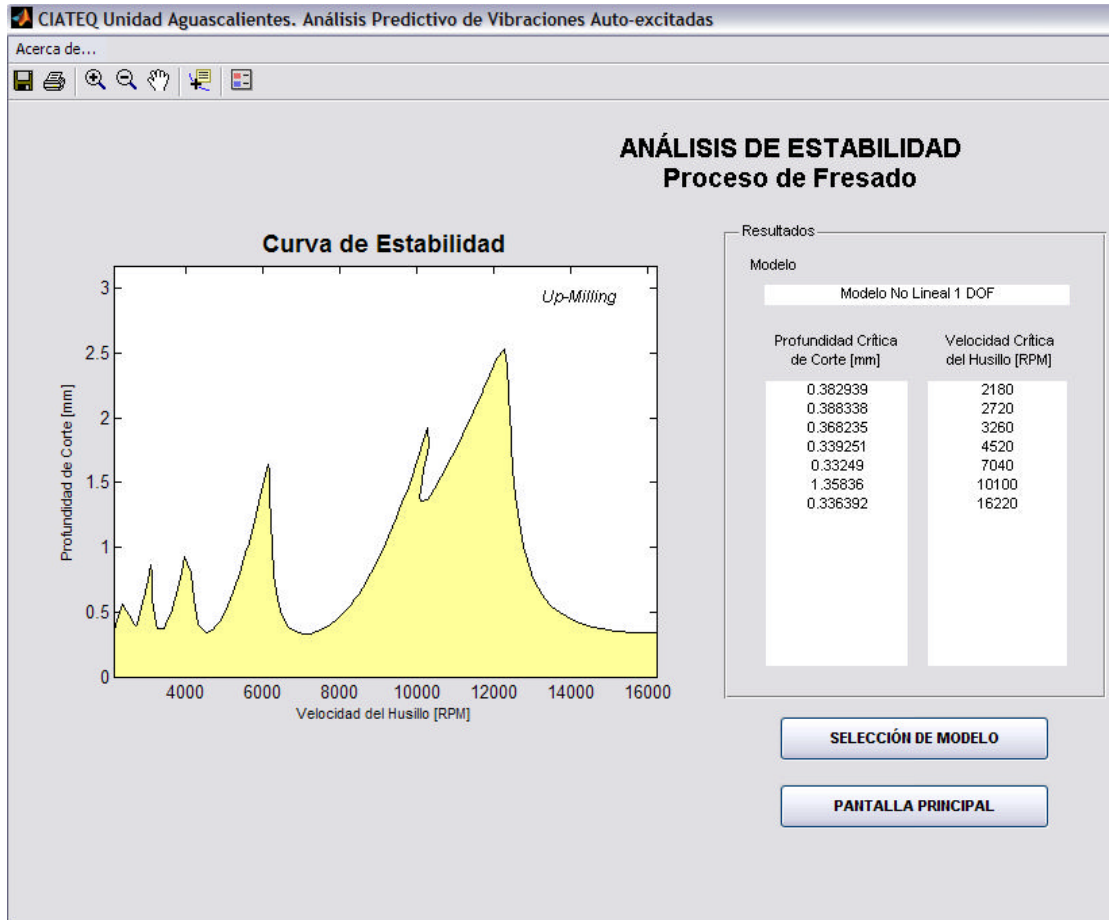 CIATEQ Unidad Aguascalientes. Análisis Predictivo de Vibraciones Auto-excitadas
Acerca de...
ANÁLISIS DE ESTABILIDAD
Proceso de Fresado
Curva de Estabilidad
Up-Milling
3
2.5
2
1.5
1
0.5
0
Profundidad de Corte [mm]
4000 6000 8000 10000 12000 14000 16000
Velocidad del Husillo [RPM]
Resultados
Modelo
Modelo No Lineal 1 DOF
Profundidad Crítica
de Corte [mm]
Velocidad Crítica
del Husillo [RPM]
0.382939 2180
0.388338 2720
0.368235 3260
0.339251 4520
0.33249 7040
1.35836 10100
0.336392 16220
SELECCIÓN DE MODELO
PANTALLA PRINCIPAL